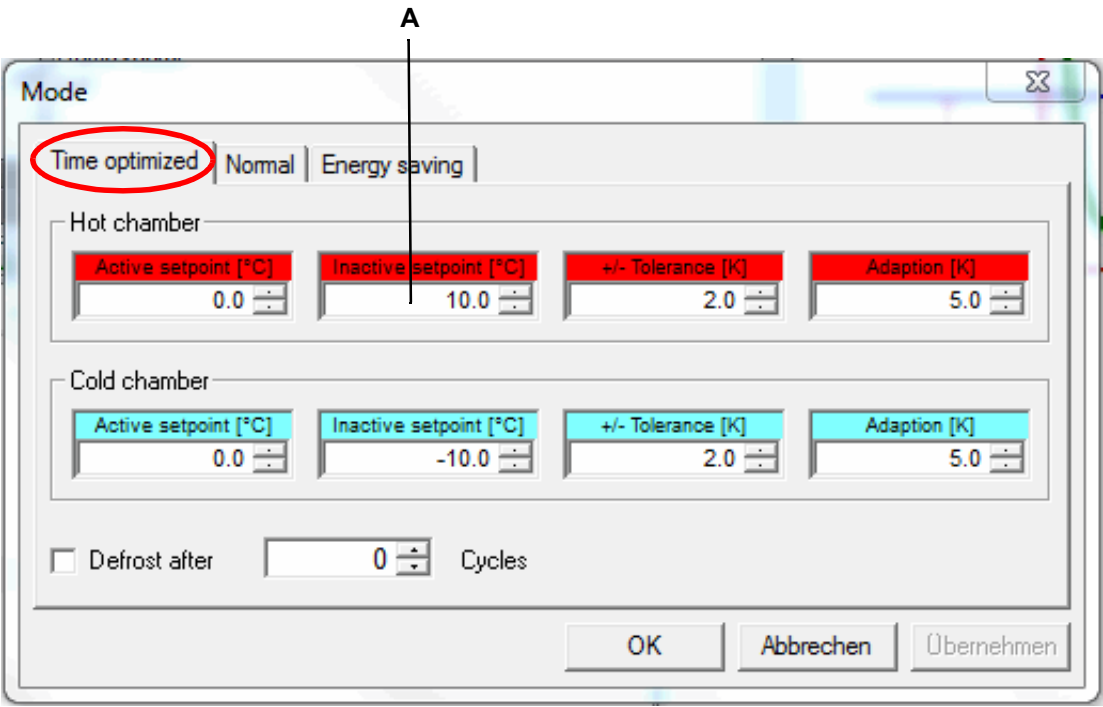 A
Mode
Time optimized Normal Energy saving
Hot chamber
Active setpoint [°C] Inactive setpoint [°C] +/- Tolerance [K] Adaption [K]
0.0 10.0 2.0 5.0
Cold chamber
Active setpoint [°C] Inactive setpoint [°C] +/- Tolerance [K] Adaption [K]
0.0 -10.0 2.0 5.0
Defrost after 0 Cycles
OK Abbrechen Übernehmen